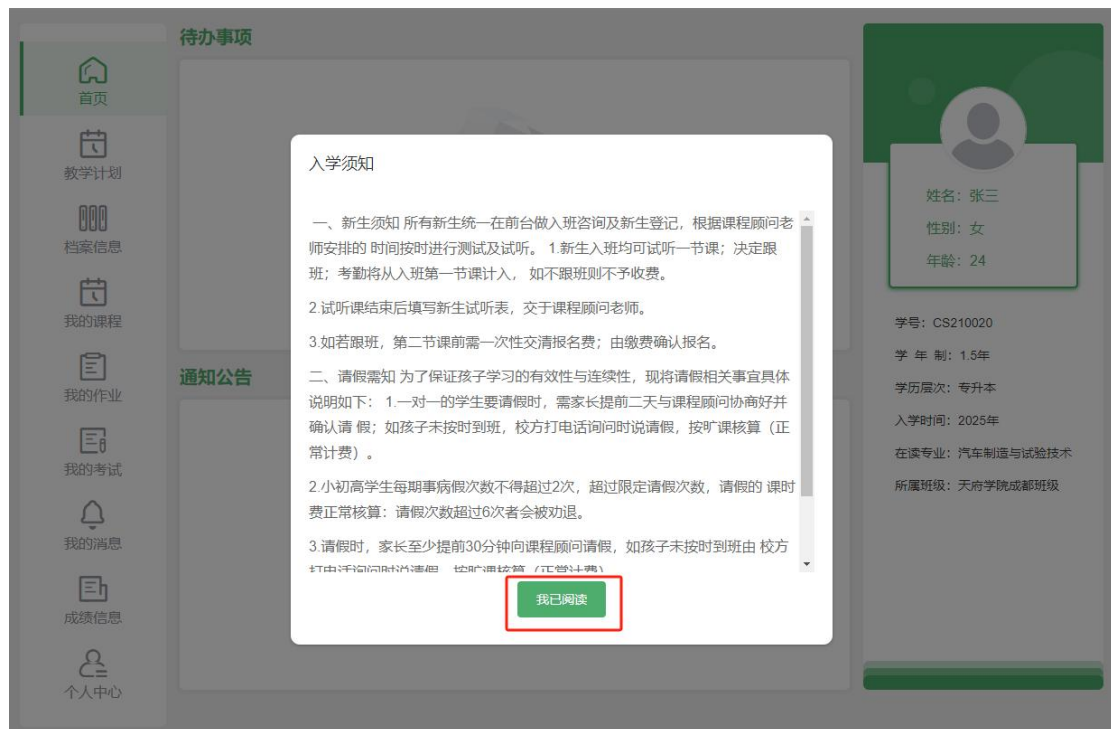 待办事项
首页
教学计划
档案信息
我的课程
我的作业
我的考试
我的消息
成绩信息
个人中心
通知公告
入学须知
一、新生须知 所有新生统一在前台做入班咨询及新生登记，根据课程顾问老
师安排的 时间按时进行测试及试听。 1.新生入班均可试听一节课；决定跟
班；考勤将从入班第一节课计入， 如不跟班则不予收费。
2.试听课结束后填写新生试听表，交于课程顾问老师。
3.如若跟班，第二节课前需一次性交清报名费；由缴费确认报名。
二、请假需知 为了保证孩子学习的有效性与连续性，现将请假相关事宜具体
说明如下： 1.一对一的学生要请假时，需家长提前二天与课程顾问协商好并
确认请 假；如孩子未按时到班，校方打电话询问时说请假，按旷课核算（正
常计费）。
2.小初高学生每期事病假次数不得超过2次，超过限定请假次数，请假的 课时
费正常核算：请假次数超过6次者会被劝退。
3.请假时，家长至少提前30分钟向课程顾问请假，如孩子未按时到班由 校方
打电话询问时说请假，按旷课核算（正常计费）
我已阅读
姓名：张三
性别：女
年龄：24
学号：CS210020
学 年 制：1.5年
学历层次：专升本
入学时间：2025年
在读专业：汽车制造与试验技术
所属班级：天府学院成都班级